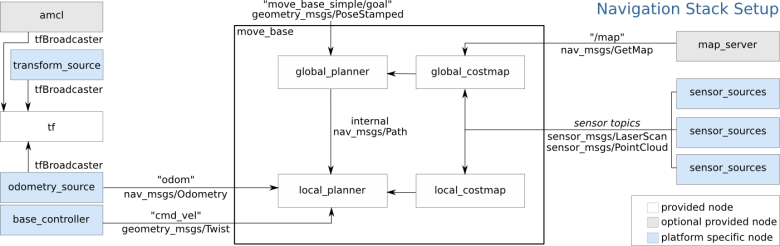 Navigation Stack Setup
"move_base_simple/goal"
geometry_msgs/PoseStamped
move_base
amcl
tfBroadcaster
transform_source
tfBroadcaster
tf
tfBroadcaster
odometry_source
base_controller
"odom"
nav_msgs/Odometry
"cmd_vel"
geometry_msgs/Twist
global_planner
global_costmap
internal
nav_msgs/Path
local_planner
local_costmap
"/map"
nav_msgs/GetMap
map_server
sensor topics
sensor_msgs/LaserScan
sensor_msgs/PointCloud
sensor_sources
sensor_sources
sensor_sources
provided node
optional provided node
platform specific node